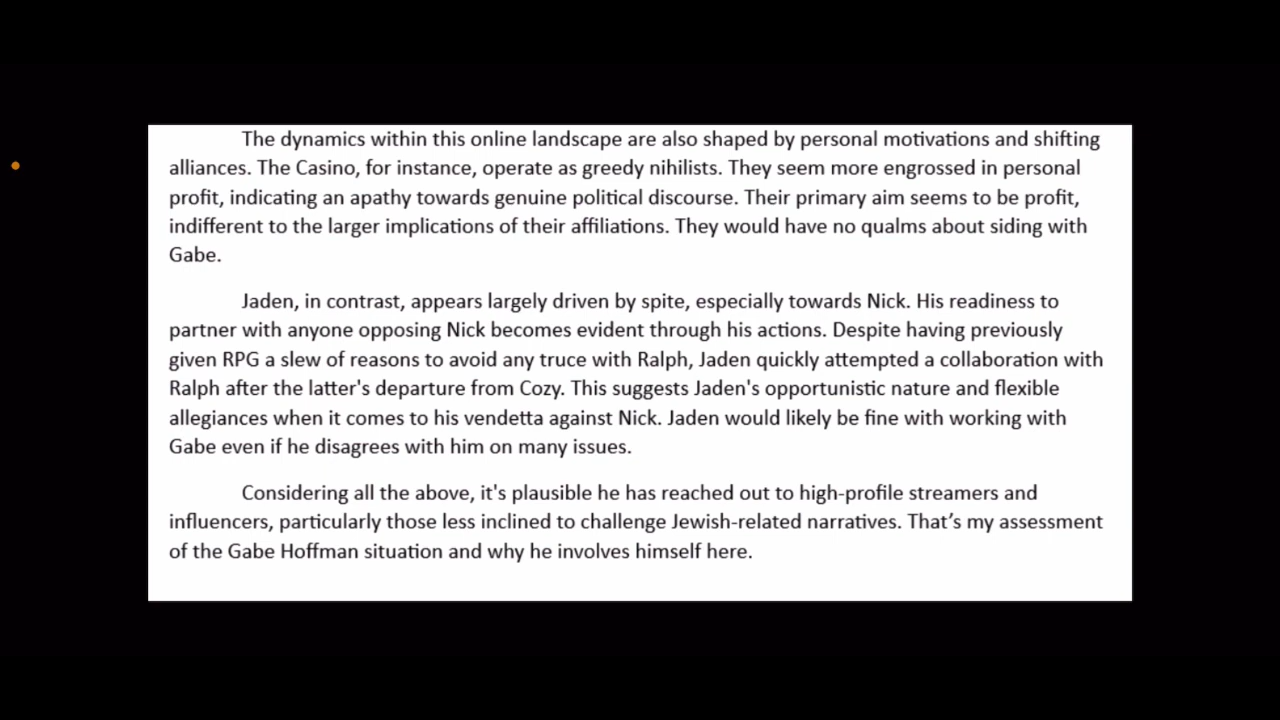 The dynamics within this online landscape are also shaped by personal motivations and shifting
alliances. The Casino, for instance, operate as greedy nihilists. They seem more engrossed in personal
profit, indicating an apathy towards genuine political discourse. Their primary aim seems to be profit,
indifferent to the larger implications of their affiliations. They would have no qualms about siding with
Gabe.
Jaden, in contrast, appears largely driven by spite, especially towards Nick. His readiness to
partner with anyone opposing Nick becomes evident through his actions. Despite having previously
given RPG a slew of reasons to avoid any truce with Ralph, Jaden quickly attempted a collaboration with
Ralph after the latter's departure from Cozy. This suggests Jaden's opportunistic nature and flexible
allegiances when it comes to his vendetta against Nick. Jaden would likely be fine with working with
Gabe even if he disagrees with him on many issues.
Considering all the above, it's plausible he has reached out to high-profile streamers and
influencers, particularly those less inclined to challenge Jewish-related narratives. That’s my assessment
of the Gabe Hoffman situation and why he involves himself here.